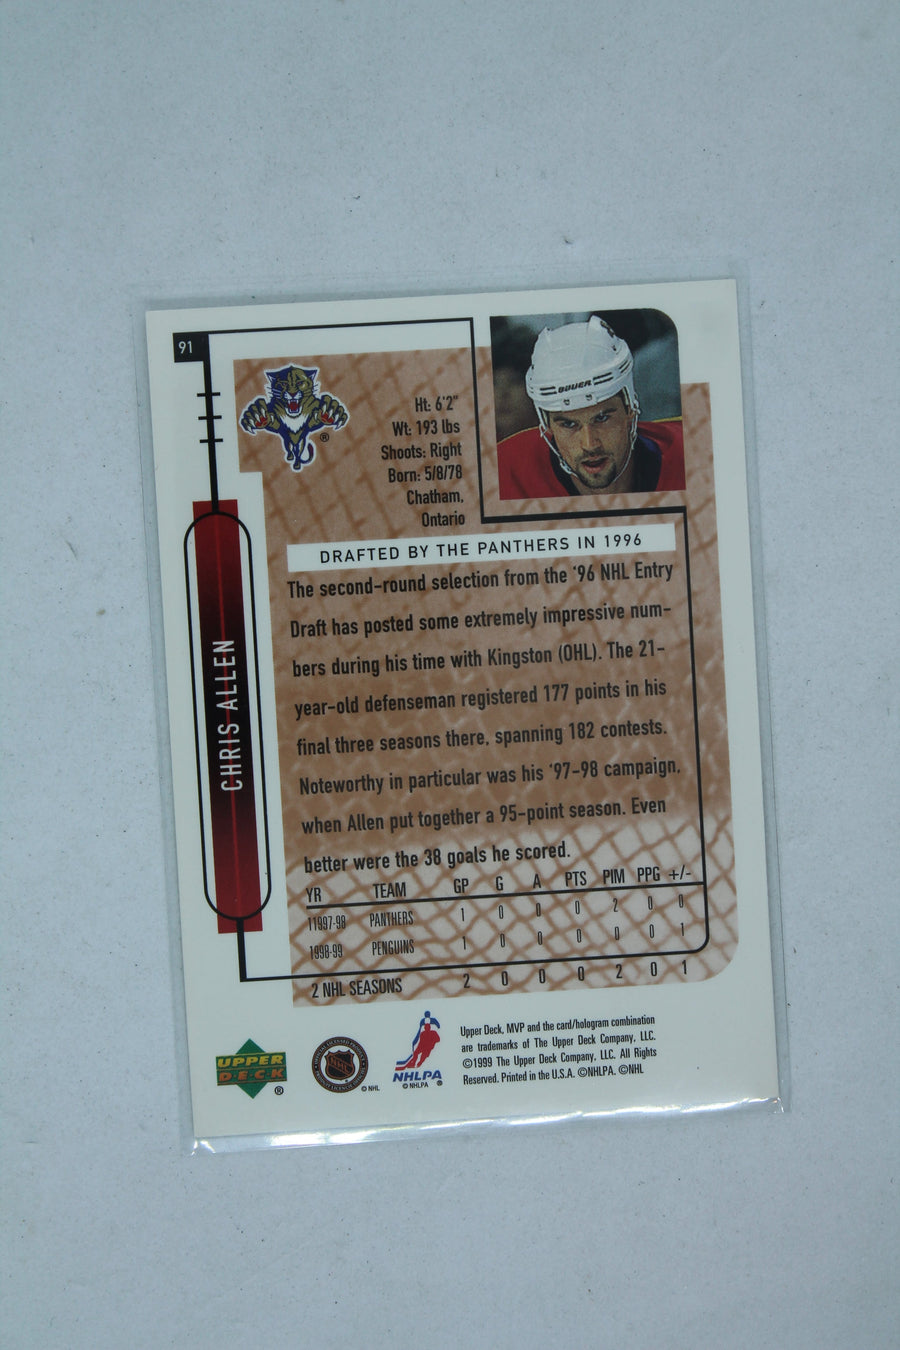 91
BAUER
Ht: 6'2"
Wt: 193 lbs
Shoots: Right
Born: 5/8/78
Chatham,
Ontario
®
DRAFTED BY THE PANTHERS IN 1996
The second-round selection from the '96 NHL Entry
Draft has posted some extremely impressive num-
bers during his time with Kingston (OHL). The 21-
year-old defenseman registered 177 points in his
final three seasons there, spanning 182 contests.
Noteworthy in particular was his '97-98 campaign,
when Allen put together a 95-point season. Even
better were the 38 goals he scored.
CHRIS ALLEN
YR TEAM GP G A PTS PIM PPG +/-
11997-98 PANTHERS 1 0 0 0 2 0 0
1998-99 PENGUINS 1 0 0 0 0 0 1
2 NHL SEASONS 2 0 0 0 2 0 1
UPPER
DECK
®
NHL
© NHL
NHLPA
© NHLPA ®
Upper Deck, MVP and the card/hologram combination
are trademarks of The Upper Deck Company, LLC.
©1999 The Upper Deck Company, LLC. All Rights
Reserved. Printed in the U.S.A. ©NHLPA. ©NHL